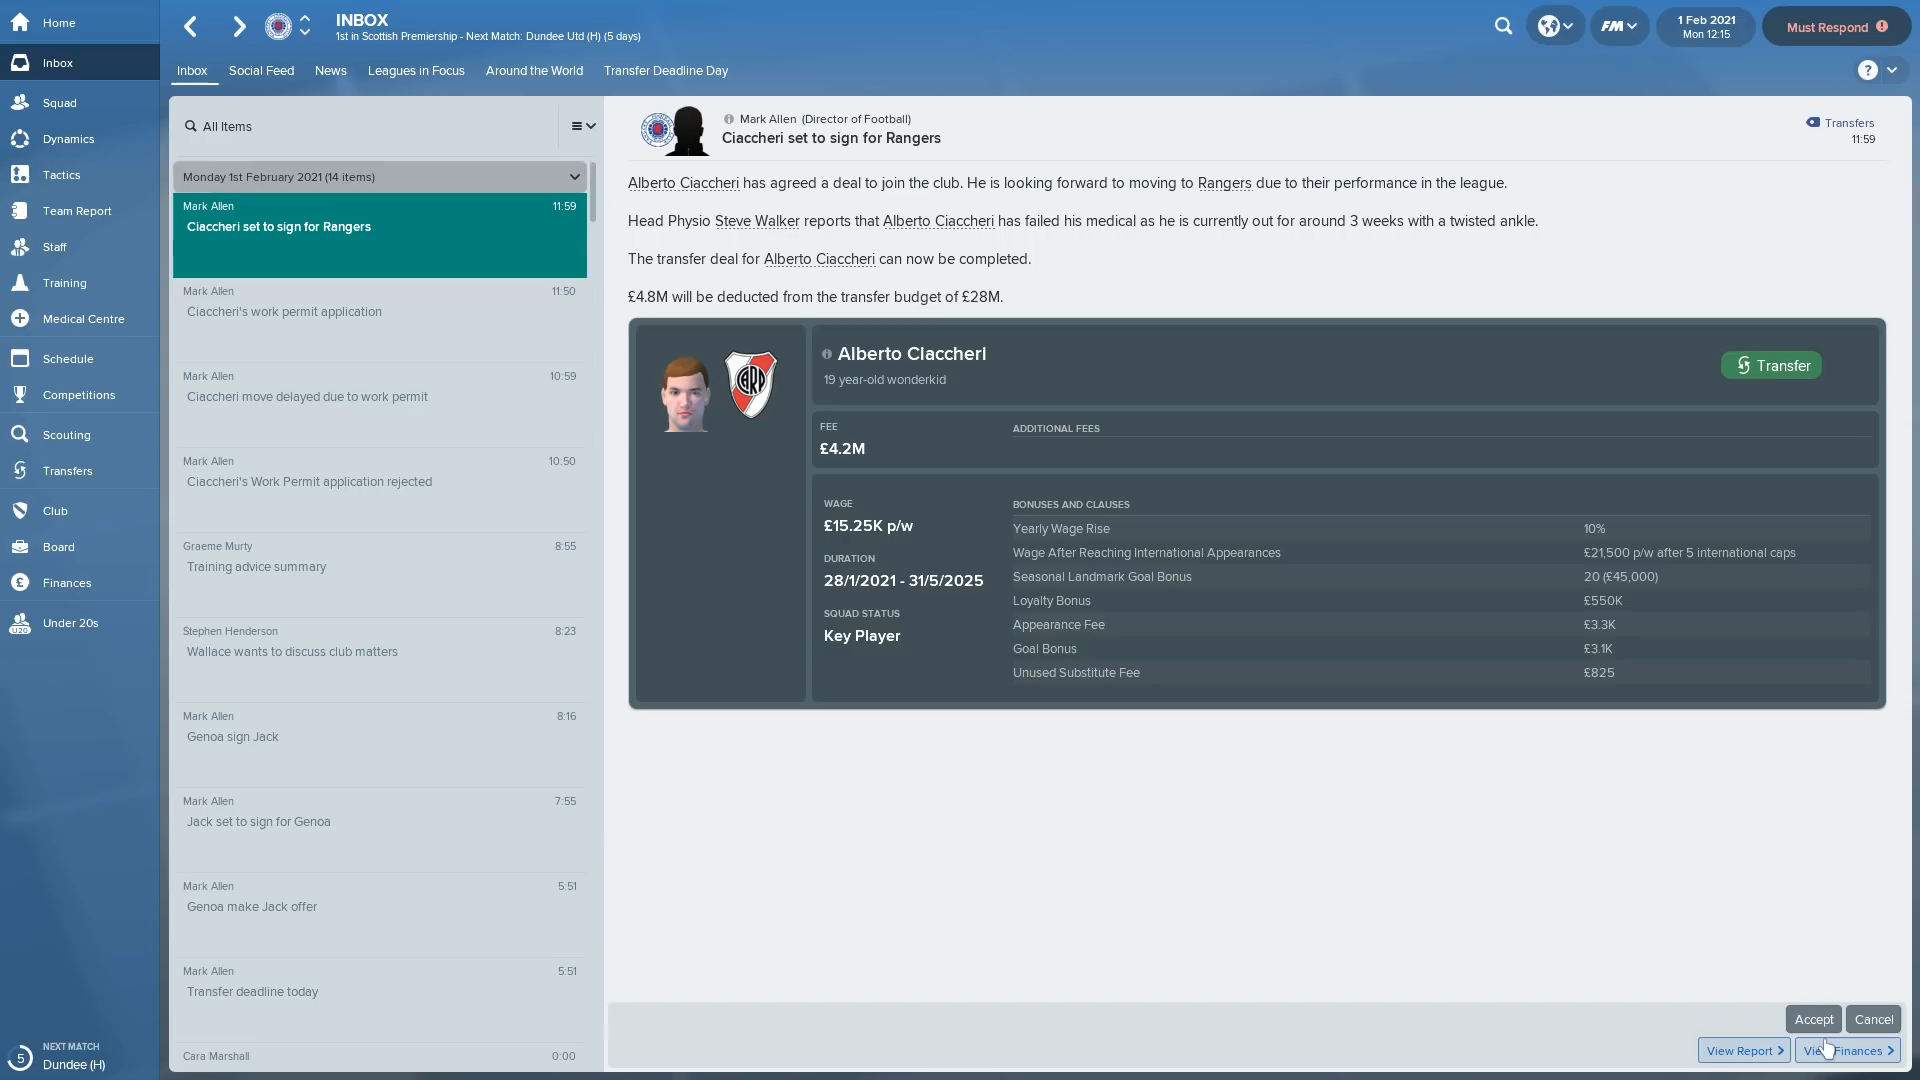 Home
Inbox
Squad
Dynamics
Tactics
Team Report
Staff
Training
Medical Centre
Schedule
Competitions
Scouting
Transfers
Club
Board
Finances
Under 20s
U20
5
NEXT MATCH
Dundee (H)
INBOX
1st in Scottish Premiership - Next Match: Dundee Utd (H) (5 days)
FM
1 Feb 2021
Mon 12:15
Must Respond
Inbox
Social Feed
News
Leagues in Focus
Around the World
Transfer Deadline Day
?
All Items
Monday 1st February 2021 (14 items)
Mark Allen 11:59
Ciaccheri set to sign for Rangers
Mark Allen 11:50
Ciaccheri's work permit application
Mark Allen 10:59
Ciaccheri move delayed due to work permit
Mark Allen 10:50
Ciaccheri's Work Permit application rejected
Graeme Murty 8:55
Training advice summary
Stephen Henderson 8:23
Wallace wants to discuss club matters
Mark Allen 8:16
Genoa sign Jack
Mark Allen 7:55
Jack set to sign for Genoa
Mark Allen 5:51
Genoa make Jack offer
Mark Allen 5:51
Transfer deadline today
Cara Marshall 0:00
Mark Allen (Director of Football)
Ciaccheri set to sign for Rangers
Transfers
11:59
Alberto Ciaccheri has agreed a deal to join the club. He is looking forward to moving to Rangers due to their performance in the league.
Head Physio Steve Walker reports that Alberto Ciaccheri has failed his medical as he is currently out for around 3 weeks with a twisted ankle.
The transfer deal for Alberto Ciaccheri can now be completed.
£4.8M will be deducted from the transfer budget of £28M.
CARP
Alberto Ciaccheri
19 year-old wonderkid
Transfer
FEE
£4.2M
ADDITIONAL FEES
WAGE
£15.25K p/w
DURATION
28/1/2021 - 31/5/2025
SQUAD STATUS
Key Player
BONUSES AND CLAUSES
Yearly Wage Rise 10%
Wage After Reaching International Appearances £21,500 p/w after 5 international caps
Seasonal Landmark Goal Bonus 20 (£45,000)
Loyalty Bonus £550K
Appearance Fee £3.3K
Goal Bonus £3.1K
Unused Substitute Fee £825
Accept
Cancel
View Report
View Finances